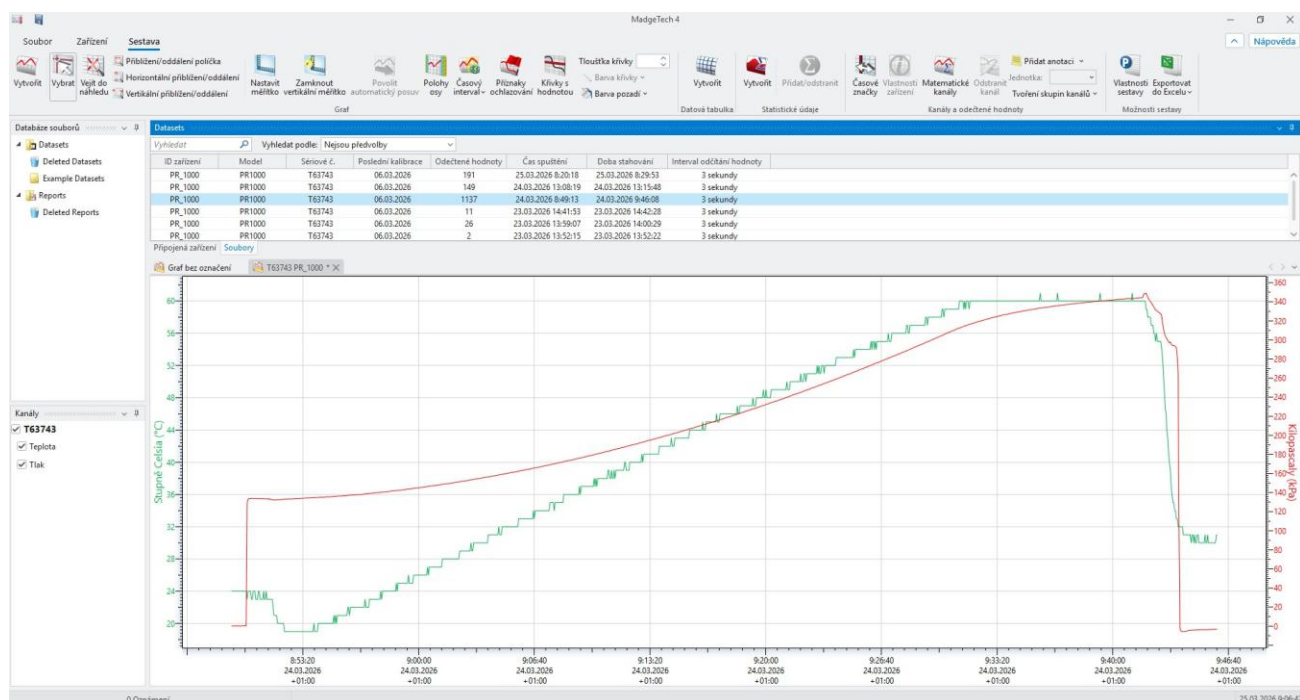 MadgeTech 4
Soubor Zařízení Sestava
Nápověda
Vytvořit
Vybrat
Vejít do náhledu
Přiblížení/oddálení políčka
Horizontální přiblížení/oddálení
Vertikální přiblížení/oddálení
Nastavit měřítko
Zamknout vertikální měřítko
Povolit automatický posuv
Polohy osy
Časový interval
Příznaky ochlazování
Křivky s hodnotou
Tloušťka křivky
Barva křivky
Barva pozadí
Graf
Vytvořit
Datová tabulka
Vytvořit
Přidat/odstranit
Statistické údaje
Časové značky
Vlastnosti zařízení
Matematické kanály
Odstranit kanál
Přidat anotaci
Jednotka:
Tvoření skupin kanálů
Kanály a odečtené hodnoty
Vlastnosti sestavy
Exportovat do Excelu
Možnosti sestavy
Databáze souborů
Datasets
Deleted Datasets
Example Datasets
Reports
Deleted Reports
Datasets
Vyhledat Vyhledat podle: Nejsou předvolby
ID zařízení Model Sériové č. Poslední kalibrace Odečtené hodnoty Čas spuštění Doba stahování Interval odčítání hodnoty
PR_1000 PR1000 T63743 06.03.2026 191 25.03.2026 8:20:18 25.03.2026 8:29:53 3 sekundy
PR_1000 PR1000 T63743 06.03.2026 149 24.03.2026 13:08:19 24.03.2026 13:15:48 3 sekundy
PR_1000 PR1000 T63743 06.03.2026 1137 24.03.2026 8:49:13 24.03.2026 9:46:08 3 sekundy
PR_1000 PR1000 T63743 06.03.2026 11 23.03.2026 14:41:53 23.03.2026 14:42:28 3 sekundy
PR_1000 PR1000 T63743 06.03.2026 26 23.03.2026 13:59:07 23.03.2026 14:00:29 3 sekundy
PR_1000 PR1000 T63743 06.03.2026 2 23.03.2026 13:52:15 23.03.2026 13:52:22 3 sekundy
Připojená zařízení Soubory
Graf bez označení T63743 PR_1000 *
Kanály
T63743
Teplota
Tlak
Stupně Celsia (°C)
60
56
52
48
44
40
36
32
28
24
20
360
340
320
300
280
260
240
220
200
180
160
140
120
100
80
60
40
20
0
Kilopascaly (kPa)
8:53:20 9:00:00 9:06:40 9:13:20 9:20:00 9:26:40 9:33:20 9:40:00 9:46:40
24.03.2026 24.03.2026 24.03.2026 24.03.2026 24.03.2026 24.03.2026 24.03.2026 24.03.2026 24.03.2026
+01:00 +01:00 +01:00 +01:00 +01:00 +01:00 +01:00 +01:00 +01:00
0 Oznámení